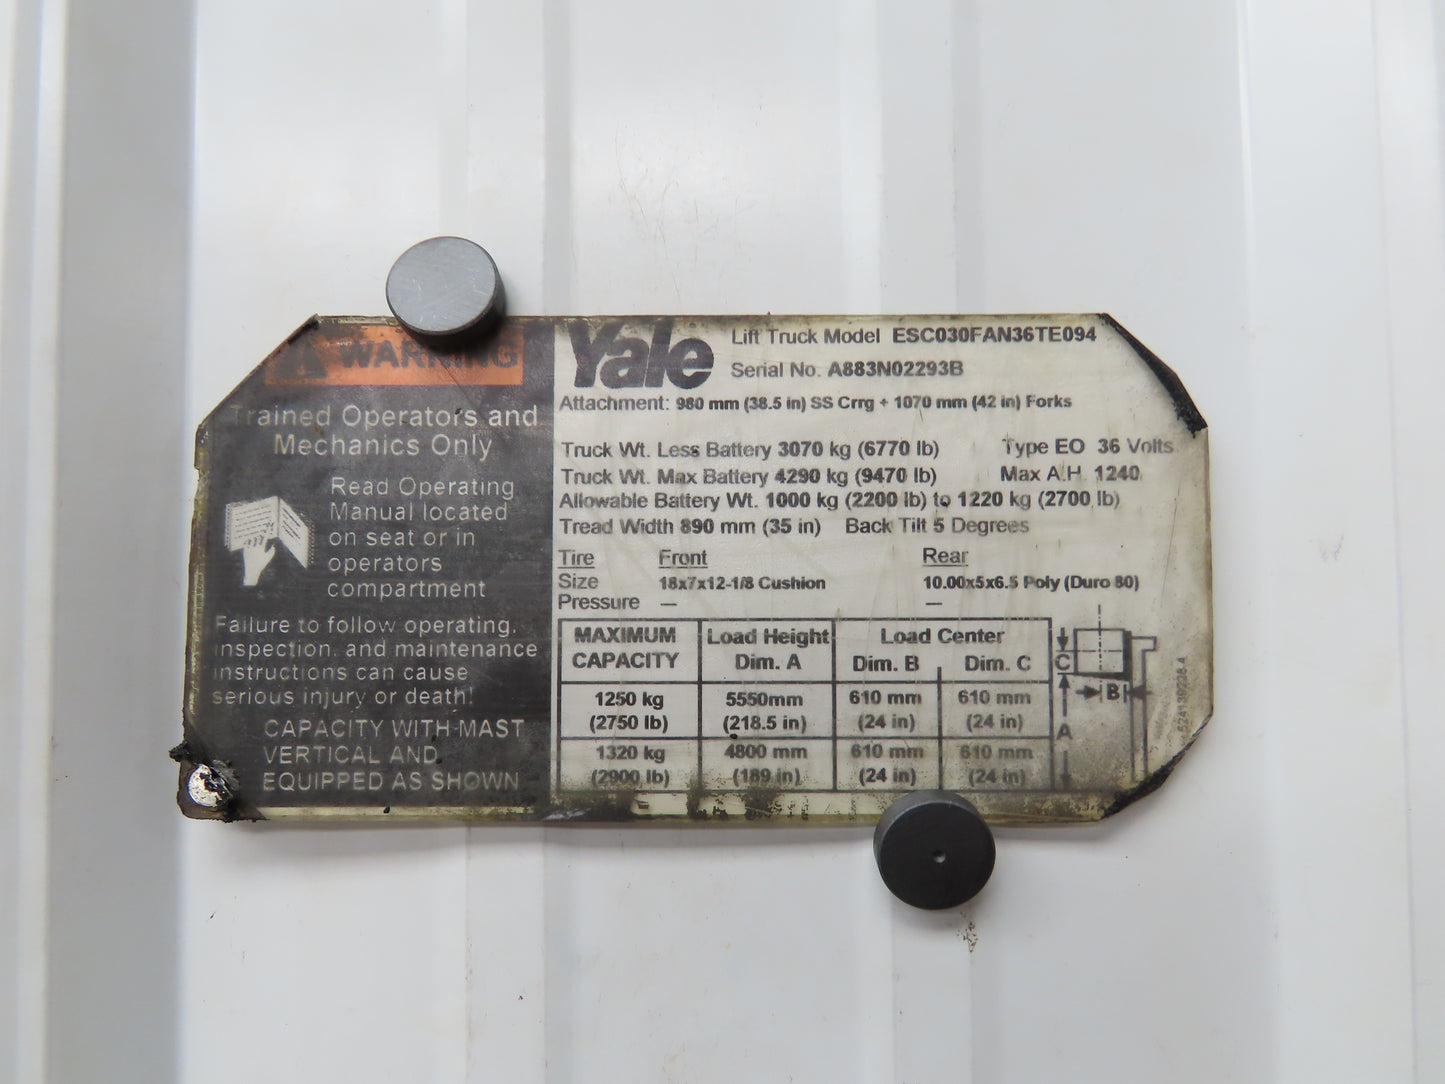 WARNING
Trained Operators and
Mechanics Only
Read Operating
Manual located
on seat or in
operators
compartment
Failure to follow operating.
inspection. and maintenance
instructions can cause
serious injury or death!
CAPACITY WITH MAST
VERTICAL AND
EQUIPPED AS SHOWN
Yale
Lift Truck Model ESC030FAN36TE094
Serial No. A883N02293B
Attachment: 980 mm (38.5 in) SS Crrg + 1070 mm (42 in) Forks
Truck Wt. Less Battery 3070 kg (6770 lb) Type EO 36 Volts
Truck Wt. Max Battery 4290 kg (9470 lb) Max A.H. 1240
Allowable Battery Wt. 1000 kg (2200 lb) to 1220 kg (2700 lb)
Tread Width 890 mm (35 in) Back Tilt 5 Degrees
Tire Front Rear
Size 18x7x12-1/8 Cushion 10.00x5x6.5 Poly (Duro 80)
Pressure — —
MAXIMUM CAPACITY Load Height Dim. A Load Center Dim. B Dim. C
1250 kg 5550mm 610 mm 610 mm
(2750 lb) (218.5 in) (24 in) (24 in)
1320 kg 4800 mm 610 mm 610 mm
(2900 lb) (189 in) (24 in) (24 in)
C
B
A